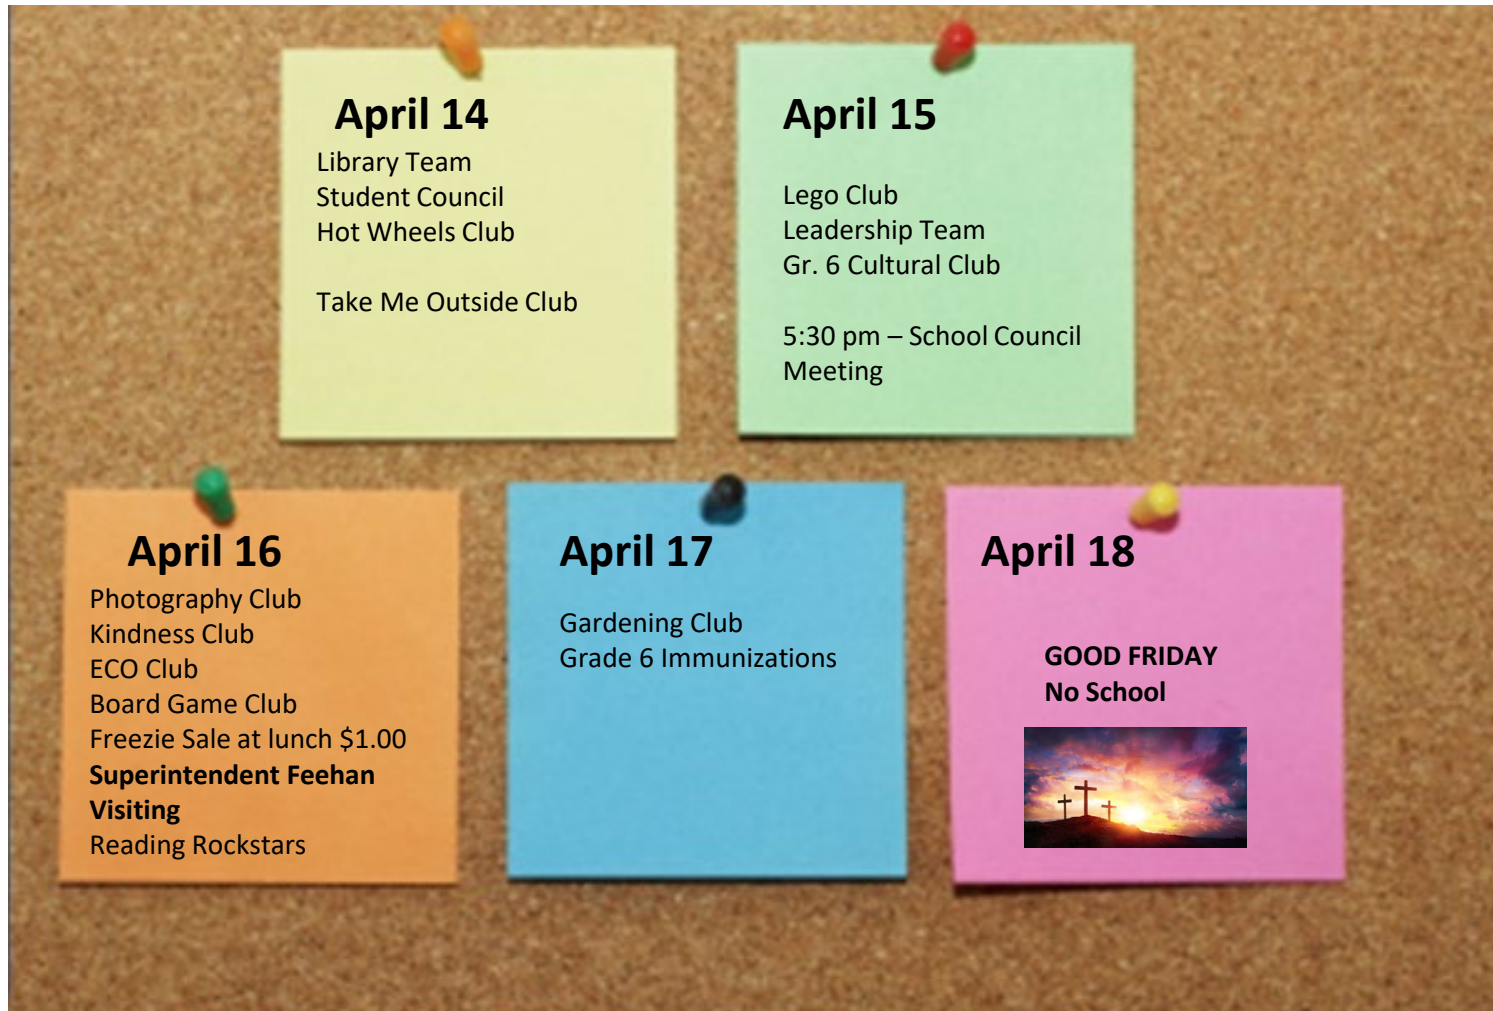 April 14
Library Team
Student Council
Hot Wheels Club
Take Me Outside Club
April 15
Lego Club
Leadership Team
Gr. 6 Cultural Club
5:30 pm – School Council
Meeting
April 16
Photography Club
Kindness Club
ECO Club
Board Game Club
Freezie Sale at lunch $1.00
Superintendent Feehan
Visiting
Reading Rockstars
April 17
Gardening Club
Grade 6 Immunizations
April 18
GOOD FRIDAY
No School